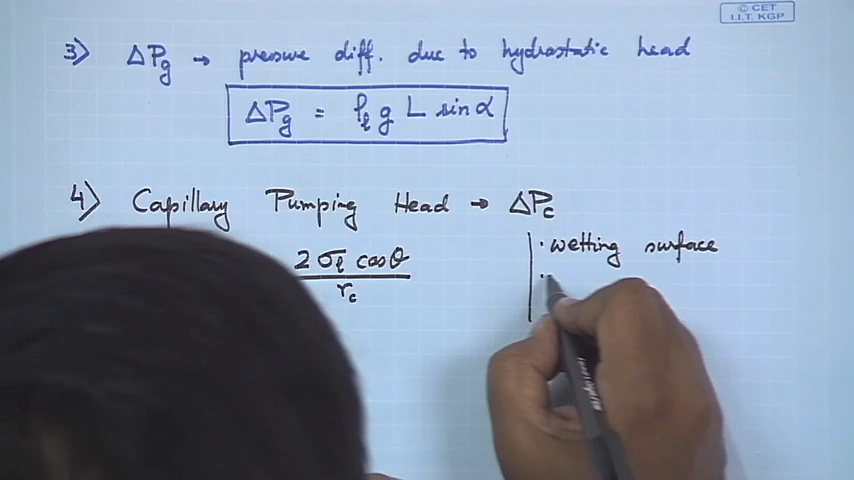 © CET
I.I.T. KGP
3) ΔPg → pressure diff. due to hydrostatic head
ΔPg = ρℓ g L sin α
4) Capillary Pumping Head → ΔPc
2 σℓ cos θ
rc
· wetting surface